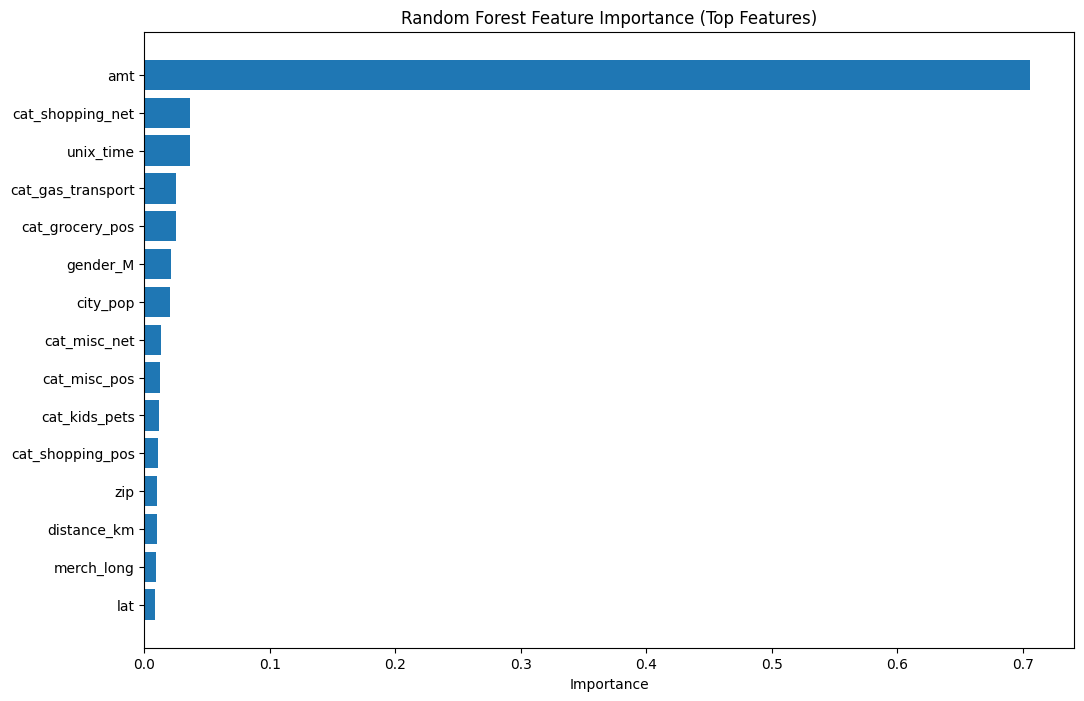 Random Forest Feature Importance (Top Features)
amt
cat_shopping_net
unix_time
cat_gas_transport
cat_grocery_pos
gender_M
city_pop
cat_misc_net
cat_misc_pos
cat_kids_pets
cat_shopping_pos
zip
distance_km
merch_long
lat
0.0 0.1 0.2 0.3 0.4 0.5 0.6 0.7
Importance